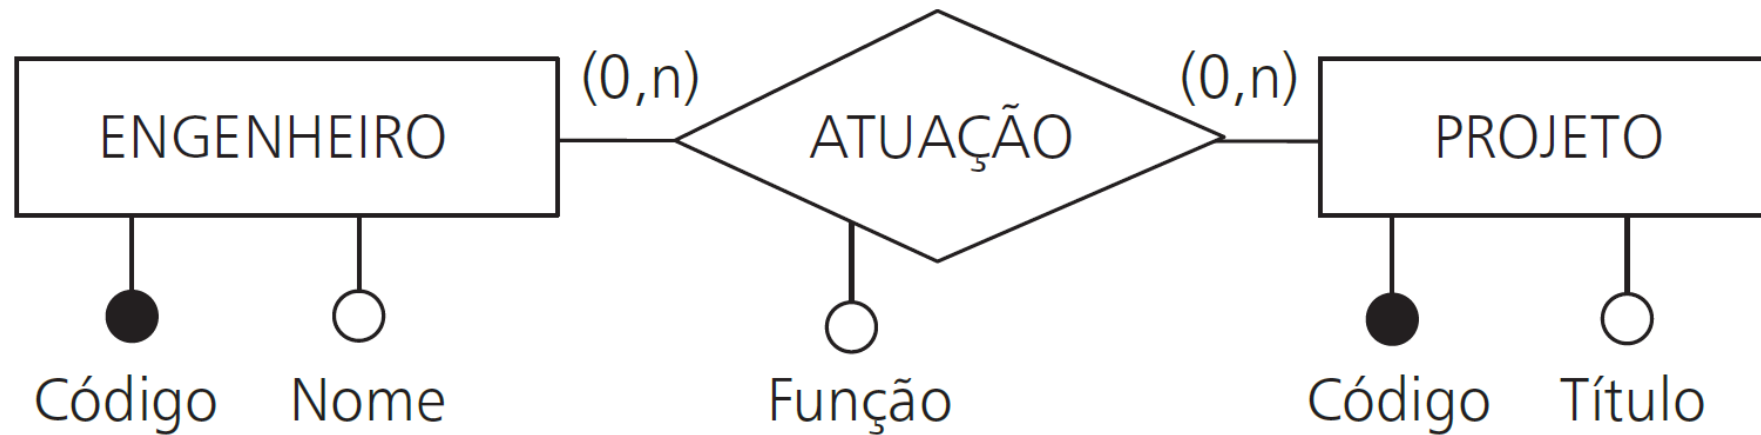 (0,n)
(0,n)
ENGENHEIRO
ATUAÇÃO
PROJETO
Código
Nome
Função
Código
Título